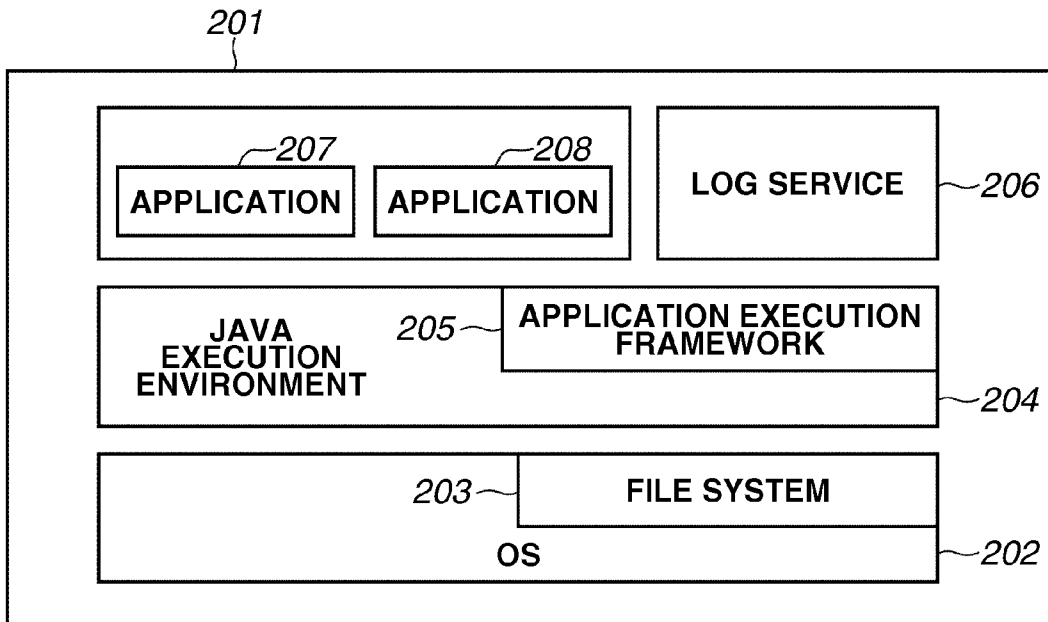 201
207
208
APPLICATION
APPLICATION
LOG SERVICE
206
JAVA
EXECUTION
ENVIRONMENT
205
APPLICATION EXECUTION
FRAMEWORK
204
203
FILE SYSTEM
OS
202